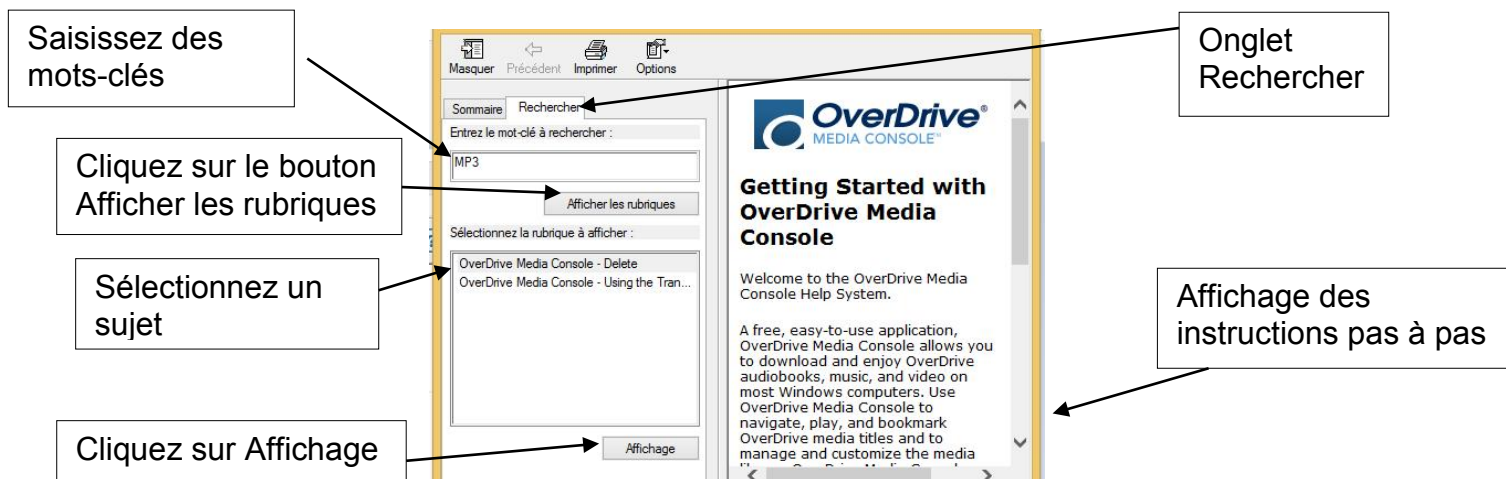 Saisissez des
mots-clés
Cliquez sur le bouton
Afficher les rubriques
Sélectionnez un
sujet
Cliquez sur Affichage
Masquer Précédent Imprimer Options
Sommaire Rechercher
Entrez le mot-clé à rechercher :
MP3
Afficher les rubriques
Sélectionnez la rubrique à afficher :
OverDrive Media Console - Delete
OverDrive Media Console - Using the Tran...
Affichage
OverDrive®
MEDIA CONSOLE™
Getting Started with
OverDrive Media
Console
Welcome to the OverDrive Media
Console Help System.
A free, easy-to-use application,
OverDrive Media Console allows you
to download and enjoy OverDrive
audiobooks, music, and video on
most Windows computers. Use
OverDrive Media Console to
navigate, play, and bookmark
OverDrive media titles and to
manage and customize the media
Onglet
Rechercher
Affichage des
instructions pas à pas